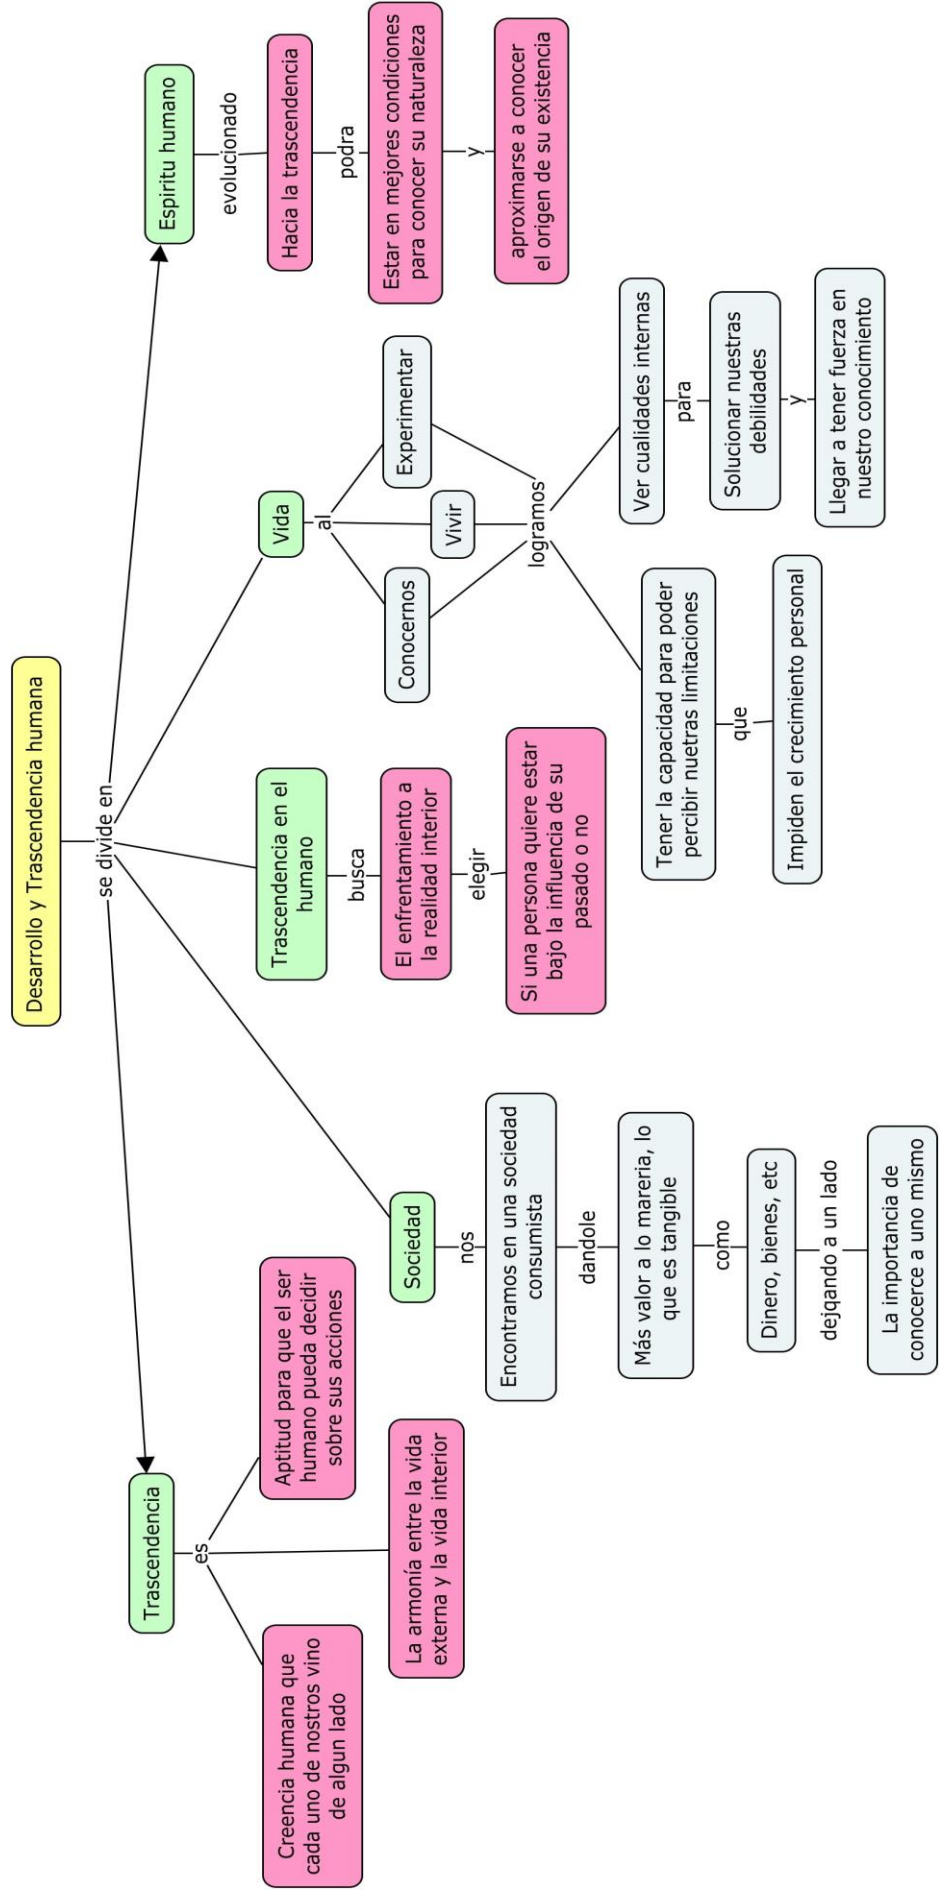 Desarrollo y Trascendencia humana
se divide en
Trascendencia
es
Creencia humana que
cada uno de nostros vino
de algun lado
La armonía entre la vida
externa y la vida interior
Aptitud para que el ser
humano pueda decidir
sobre sus acciones
Sociedad
nos
Encontramos en una sociedad
consumista
dandole
Más valor a lo mareria, lo
que es tangible
como
Dinero, bienes, etc
dejqando a un lado
La importancia de
conocerce a uno mismo
Trascendencia en el
humano
busca
El enfrentamiento a
la realidad interior
elegir
Si una persona quiere estar
bajo la influencia de su
pasado o no
Vida
al
Conocernos
Vivir
Experimentar
logramos
Tener la capacidad para poder
percibir nuetras limitaciones
que
Impiden el crecimiento personal
Ver cualidades internas
para
Solucionar nuestras
debilidades
y
Llegar a tener fuerza en
nuestro conocimiento
Espiritu humano
evolucionado
Hacia la trascendencia
podra
Estar en mejores condiciones
para conocer su naturaleza
y
aproximarse a conocer
el origen de su existencia